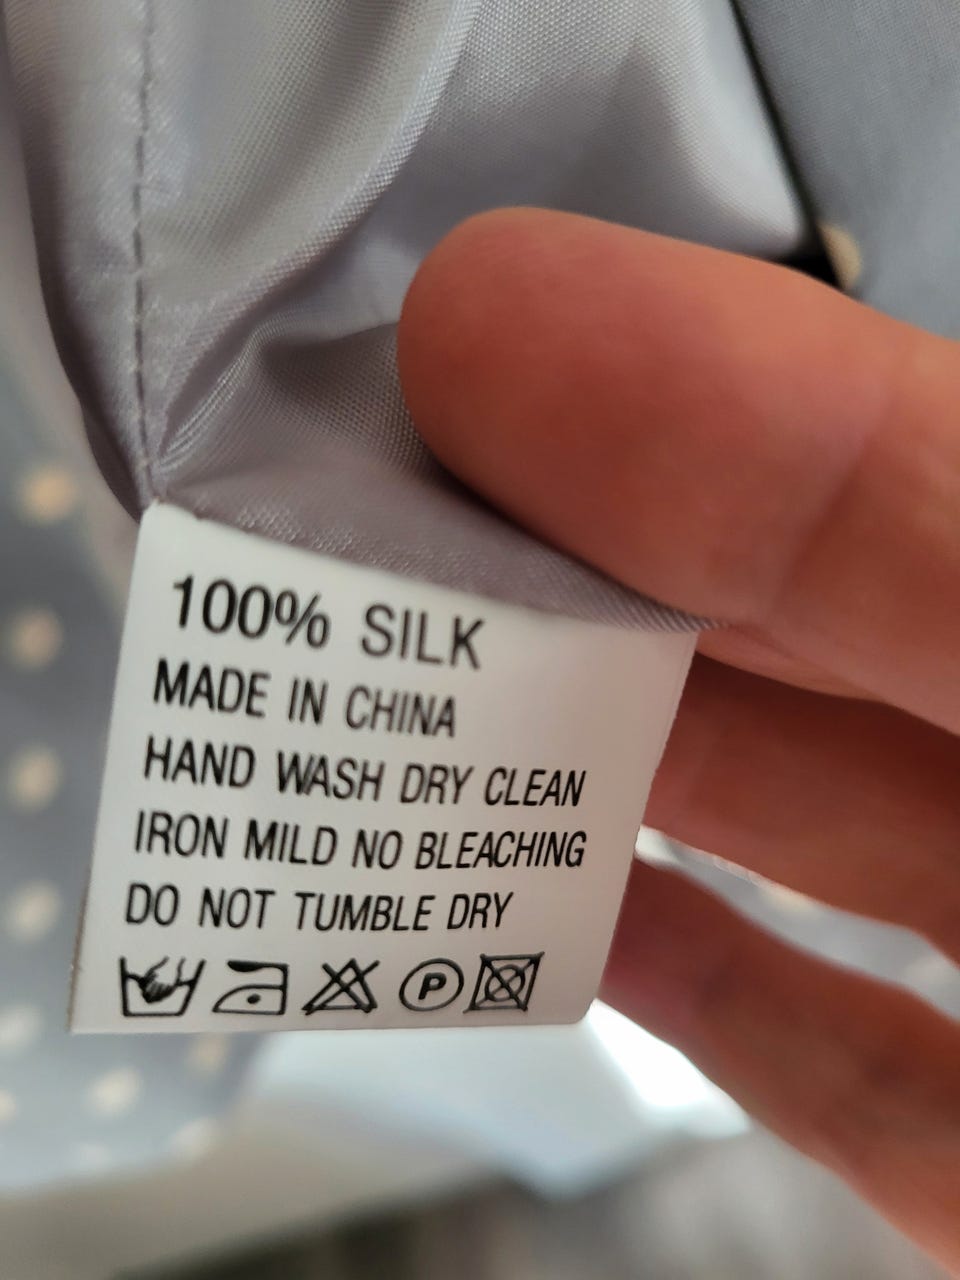 100% SILK
MADE IN CHINA
HAND WASH DRY CLEAN
IRON MILD NO BLEACHING
DO NOT TUMBLE DRY
P